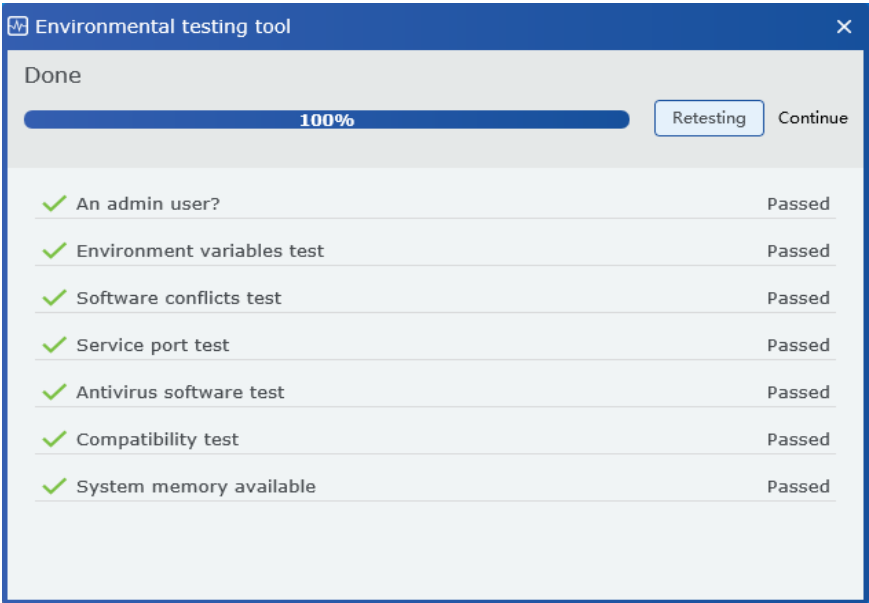 Environmental testing tool
Done
100%
Retesting
Continue
An admin user? Passed
Environment variables test Passed
Software conflicts test Passed
Service port test Passed
Antivirus software test Passed
Compatibility test Passed
System memory available Passed